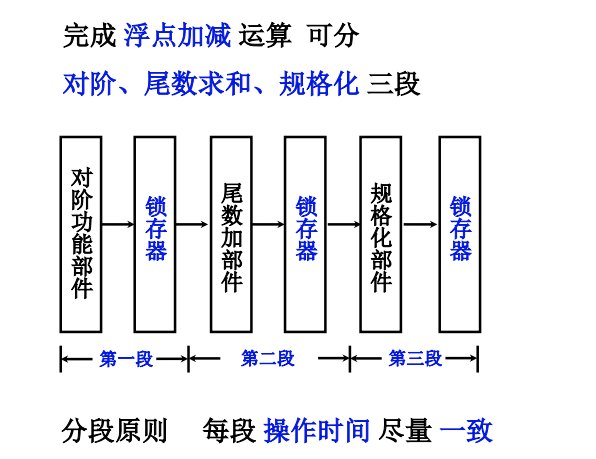 完成 浮点加减 运算 可分
对阶、尾数求和、规格化 三段
对阶功能部件
锁存器
尾数加部件
锁存器
规格化部件
锁存器
第一段
第二段
第三段
分段原则 每段 操作时间 尽量 一致